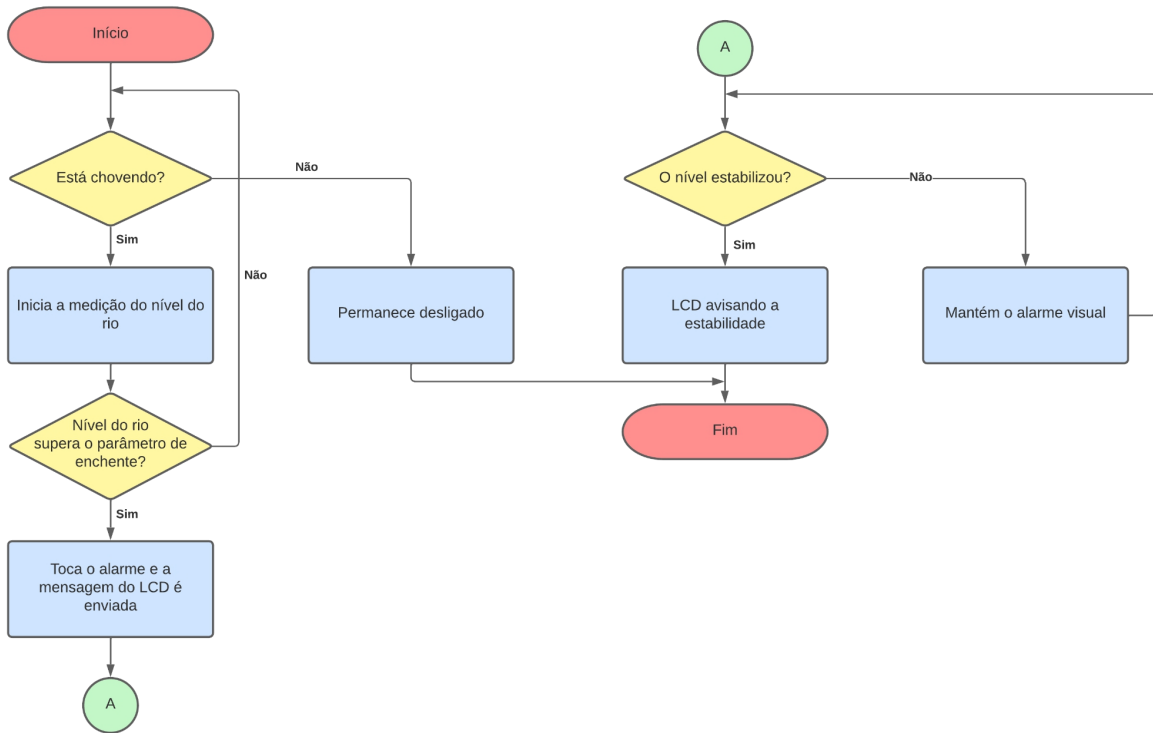 Início
Está chovendo?
Não
Sim
Inicia a medição do nível do
rio
Permanece desligado
Não
Nível do rio
supera o parâmetro de
enchente?
Sim
Toca o alarme e a
mensagem do LCD é
enviada
A
A
O nível estabilizou?
Não
Sim
LCD avisando a
estabilidade
Mantém o alarme visual
Fim